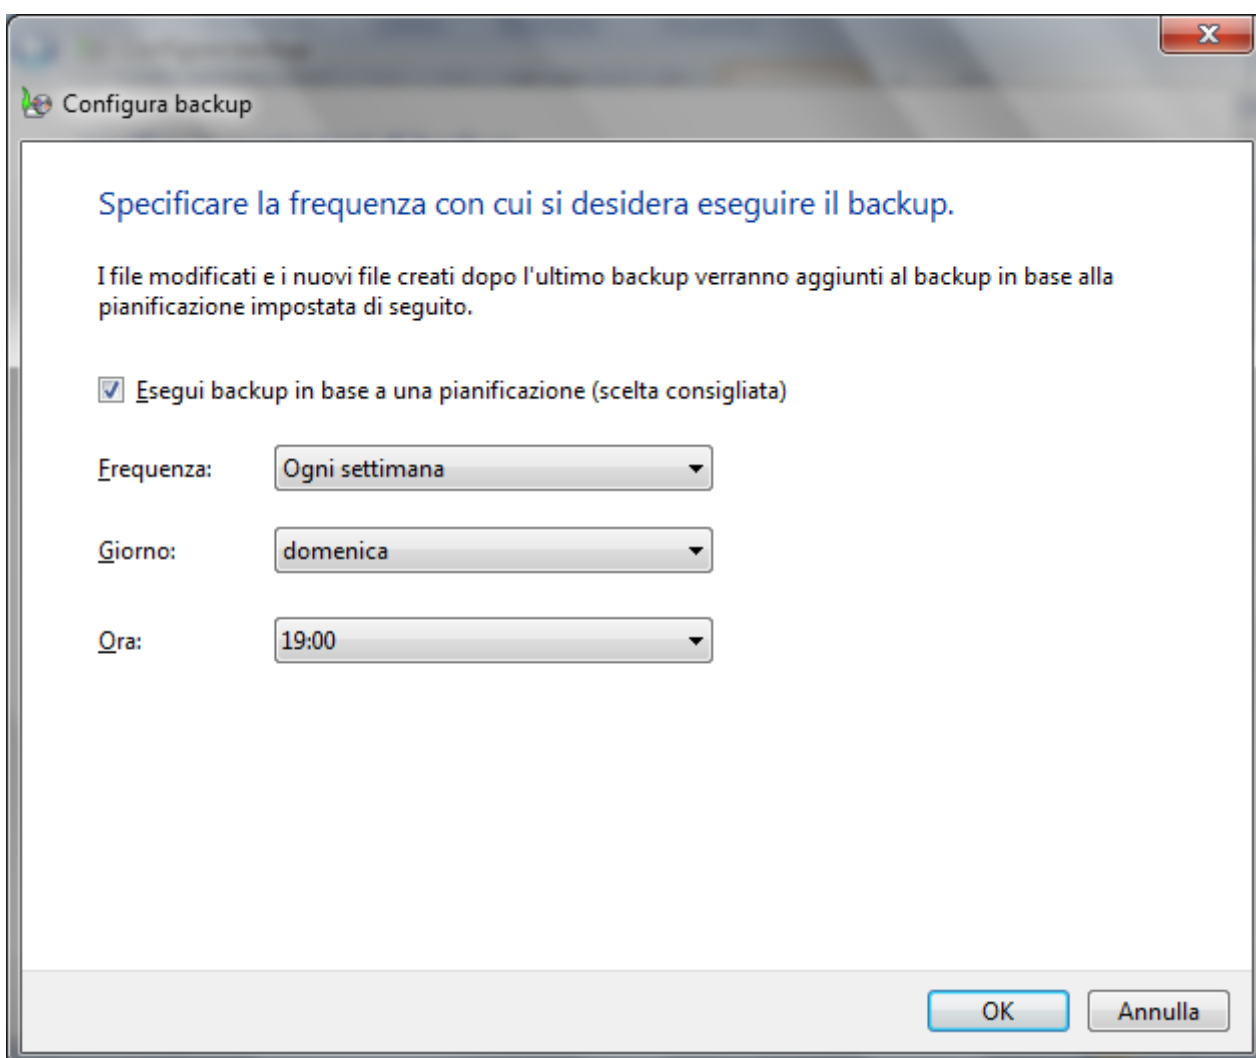 Configura backup
Specificare la frequenza con cui si desidera eseguire il backup.
I file modificati e i nuovi file creati dopo l'ultimo backup verranno aggiunti al backup in base alla
pianificazione impostata di seguito.
Esegui backup in base a una pianificazione (scelta consigliata)
Frequenza: Ogni settimana
Giorno: domenica
Ora: 19:00
OK Annulla